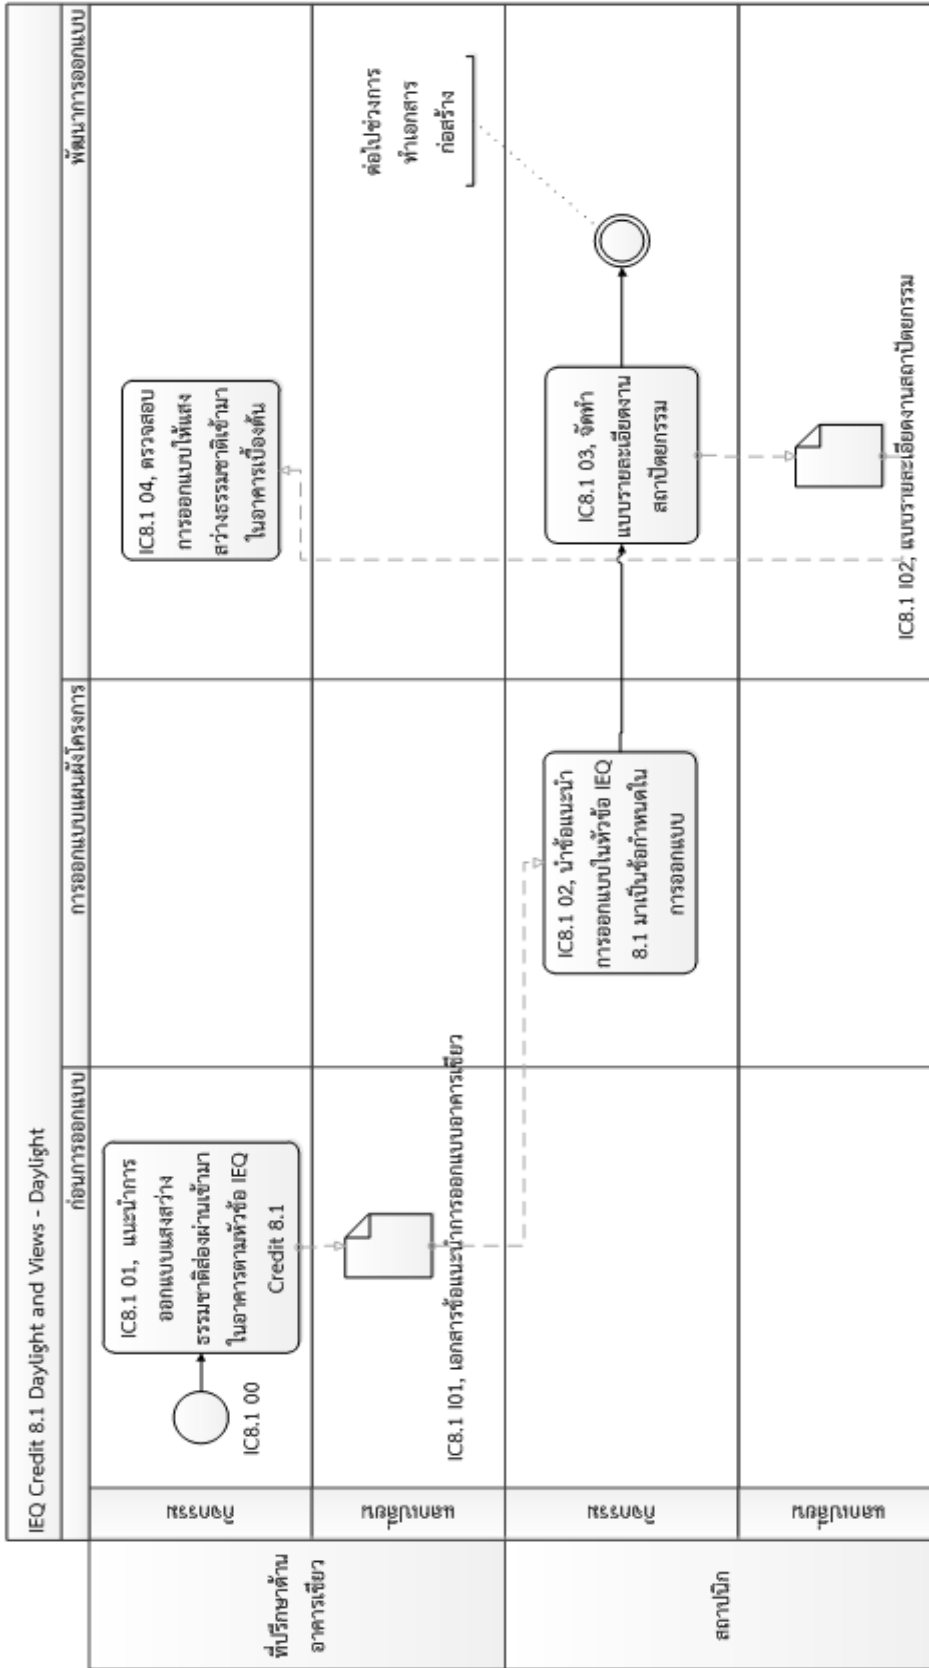 IEQ Credit 8.1 Daylight and Views - Daylight
ก่อนการออกแบบ
การออกแบบแผนผังโครงการ
พัฒนาการออกแบบ
ที่ปรึกษาด้าน
อาคารเขียว
กิจกรรม
IC8.1 00
IC8.1 01, แนะนำการ
ออกแบบแสงสว่าง
ธรรมชาติส่องผ่านเข้ามา
ในอาคารตามหัวข้อ IEQ
Credit 8.1
IC8.1 04, ตรวจสอบ
การออกแบบให้แสง
สว่างธรรมชาติเข้ามา
ในอาคารเบื้องต้น
แลกเปลี่ยน
IC8.1 I01, เอกสารข้อแนะนำการออกแบบอาคารเขียว
ต่อไปช่วงการ
ทำเอกสาร
ก่อสร้าง
สถาปนิก
กิจกรรม
IC8.1 02, นำข้อแนะนำ
การออกแบบในหัวข้อ IEQ
8.1 มาเป็นข้อกำหนดใน
การออกแบบ
IC8.1 03, จัดทำ
แบบรายละเอียดงาน
สถาปัตยกรรม
แลกเปลี่ยน
IC8.1 I02, แบบรายละเอียดงานสถาปัตยกรรม